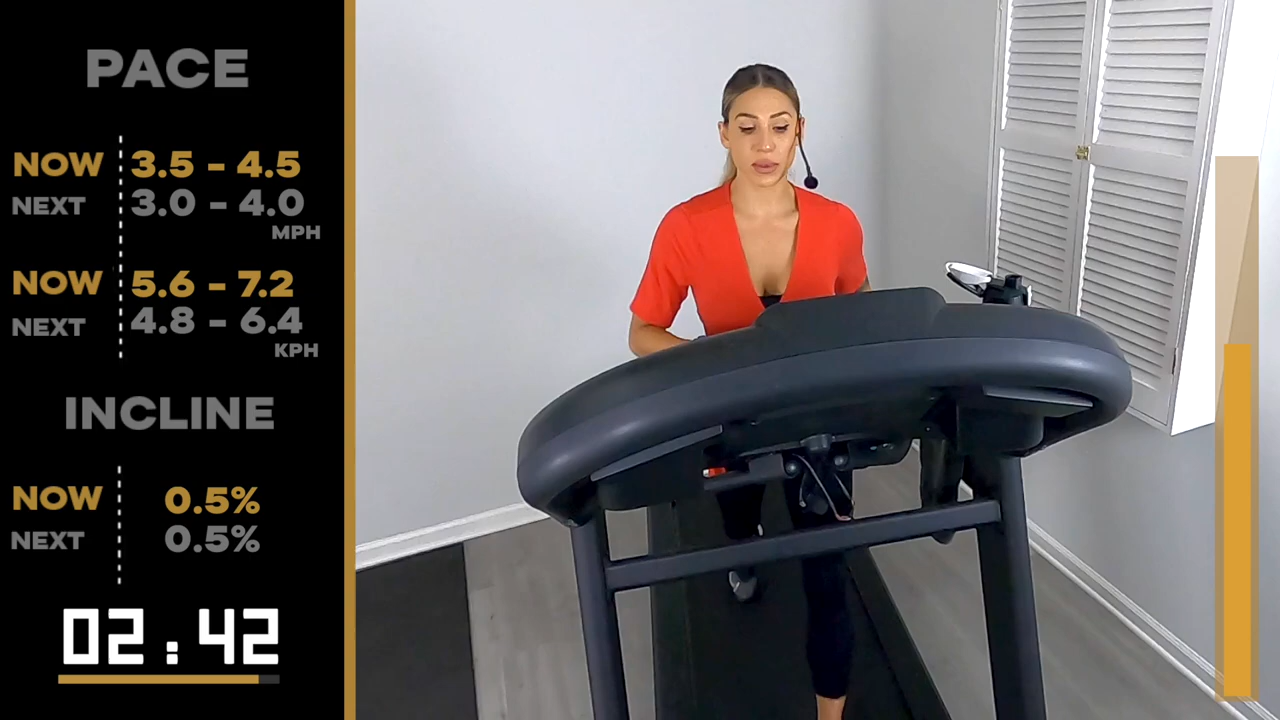 PACE
NOW 3.5 - 4.5
NEXT 3.0 - 4.0
MPH
NOW 5.6 - 7.2
NEXT 4.8 - 6.4
KPH
INCLINE
NOW 0.5%
NEXT 0.5%
02:42